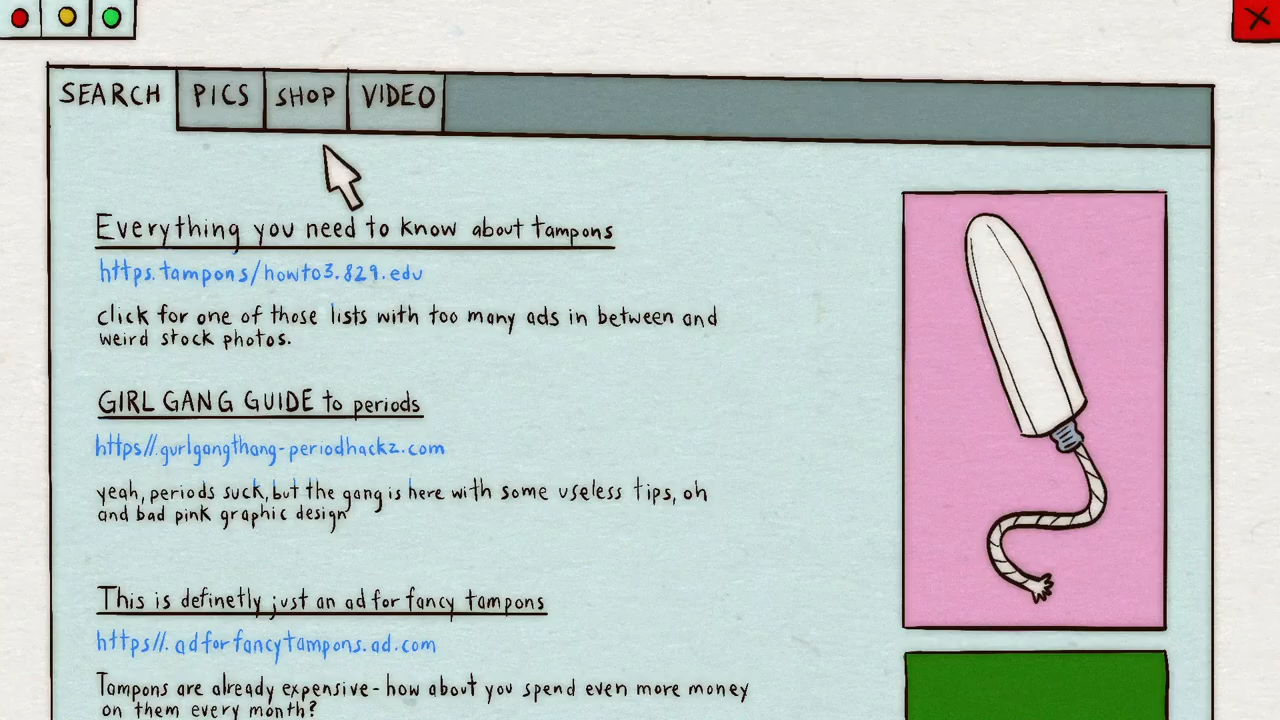 SEARCH PICS SHOP VIDEO
Everything you need to know about tampons
https.tampons/howto3.829.edu
click for one of those lists with too many ads in between and
weird stock photos.
GIRL GANG GUIDE to periods
https//.gurlgangthang-periodhackz.com
yeah, periods suck, but the gang is here with some useless tips, oh
and bad pink graphic design
This is definetly just an ad for fancy tampons
https//.adforfancytampons.ad.com
Tampons are already expensive - how about you spend even more money
on them every month?